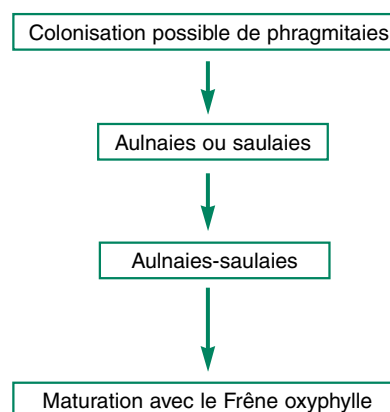 Colonisation possible de phragmitaies
Aulnaies ou saulaies
Aulnaies-saulaies
Maturation avec le Frêne oxyphylle